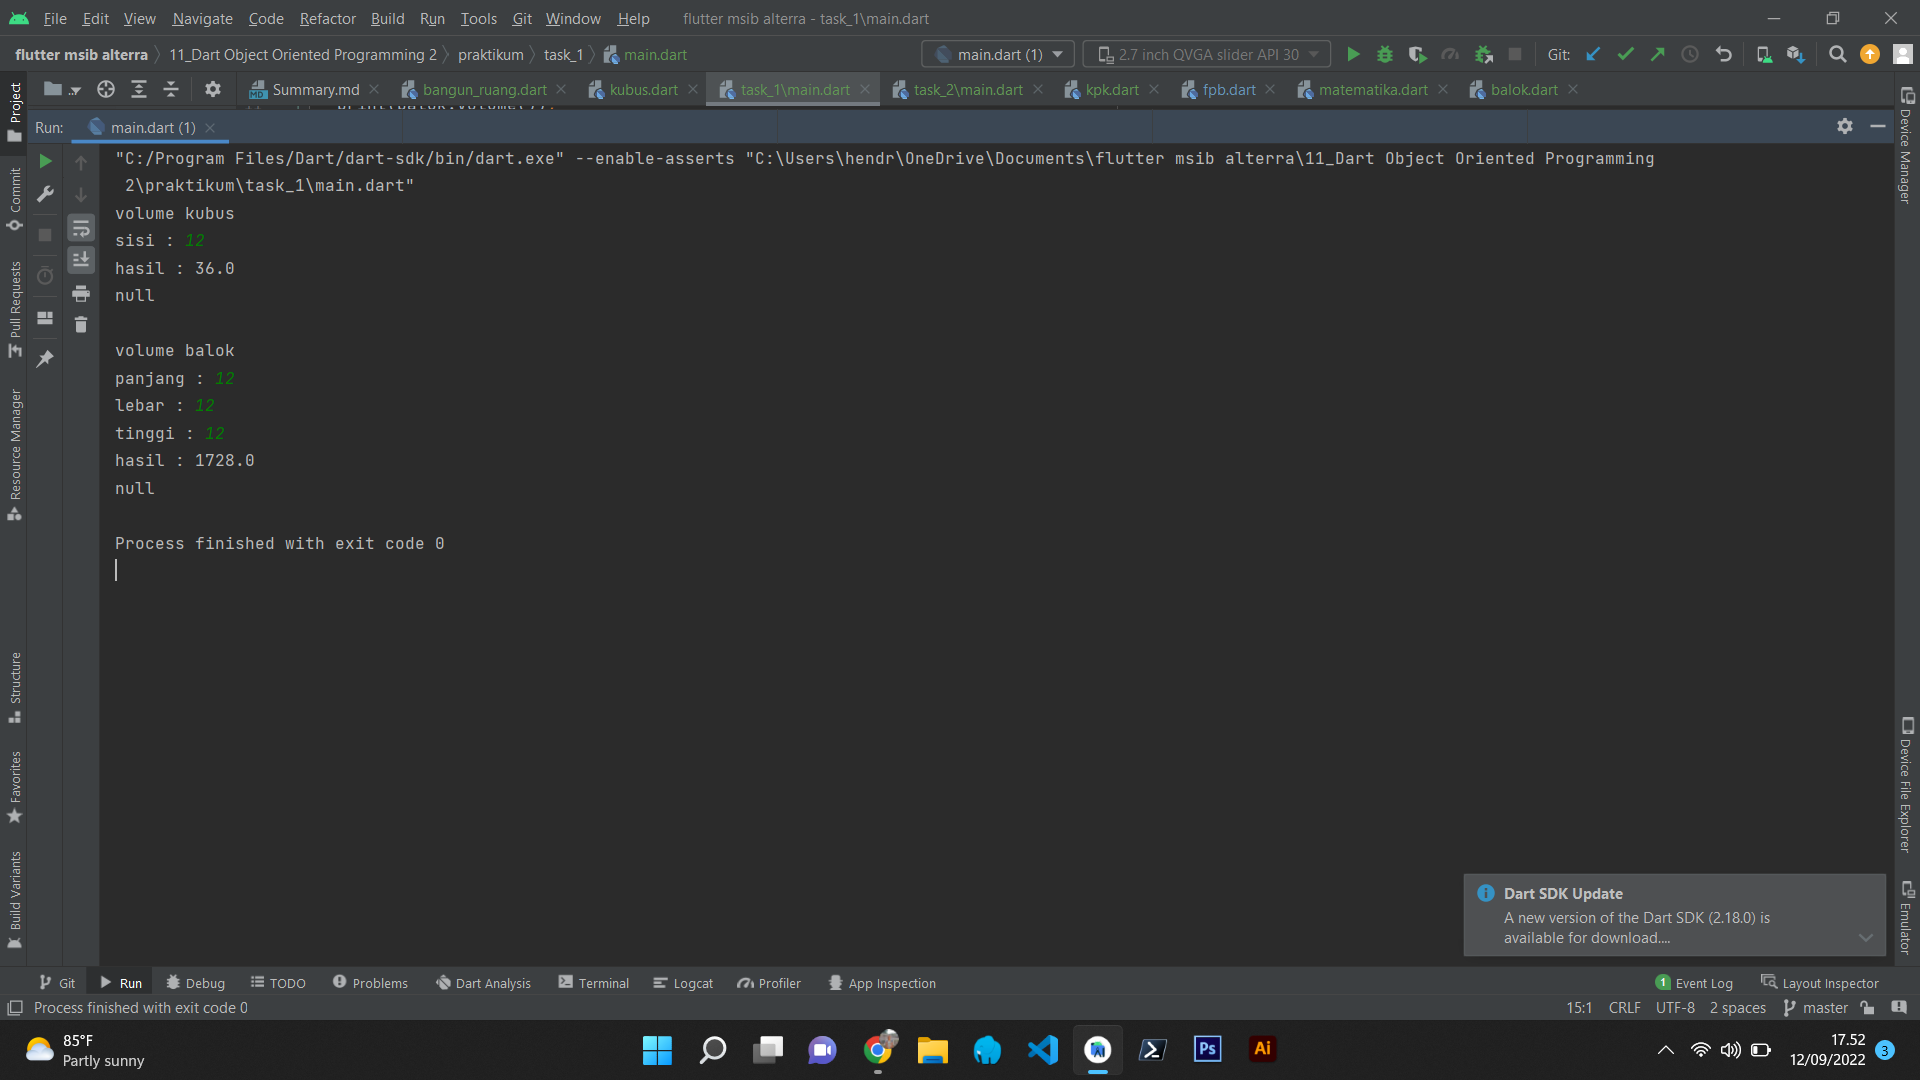 File Edit View Navigate Code Refactor Build Run Tools Git Window Help flutter msib alterra - task_1\main.dart
flutter msib alterra 11_Dart Object Oriented Programming 2 praktikum task_1 main.dart main.dart (1) 2.7 inch QVGA slider API 30 Git:
Project
.. Summary.md bangun_ruang.dart kubus.dart task_1\main.dart task_2\main.dart kpk.dart fpb.dart matematika.dart balok.dart
Run: main.dart (1)
"C:/Program Files/Dart/dart-sdk/bin/dart.exe" --enable-asserts "C:\Users\hendr\OneDrive\Documents\flutter msib alterra\11_Dart Object Oriented Programming
2\praktikum\task_1\main.dart"
volume kubus
sisi : 12
hasil : 36.0
null
volume balok
panjang : 12
lebar : 12
tinggi : 12
hasil : 1728.0
null
Process finished with exit code 0
Commit
Pull Requests
Resource Manager
Structure
Favorites
Build Variants
Device Manager
Device File Explorer
Emulator
Dart SDK Update
A new version of the Dart SDK (2.18.0) is
available for download....
Git Run Debug TODO Problems Dart Analysis Terminal Logcat Profiler App Inspection 1 Event Log Layout Inspector
Process finished with exit code 0 15:1 CRLF UTF-8 2 spaces master
85°F
Partly sunny
Ps Ai
17.52
12/09/2022 3